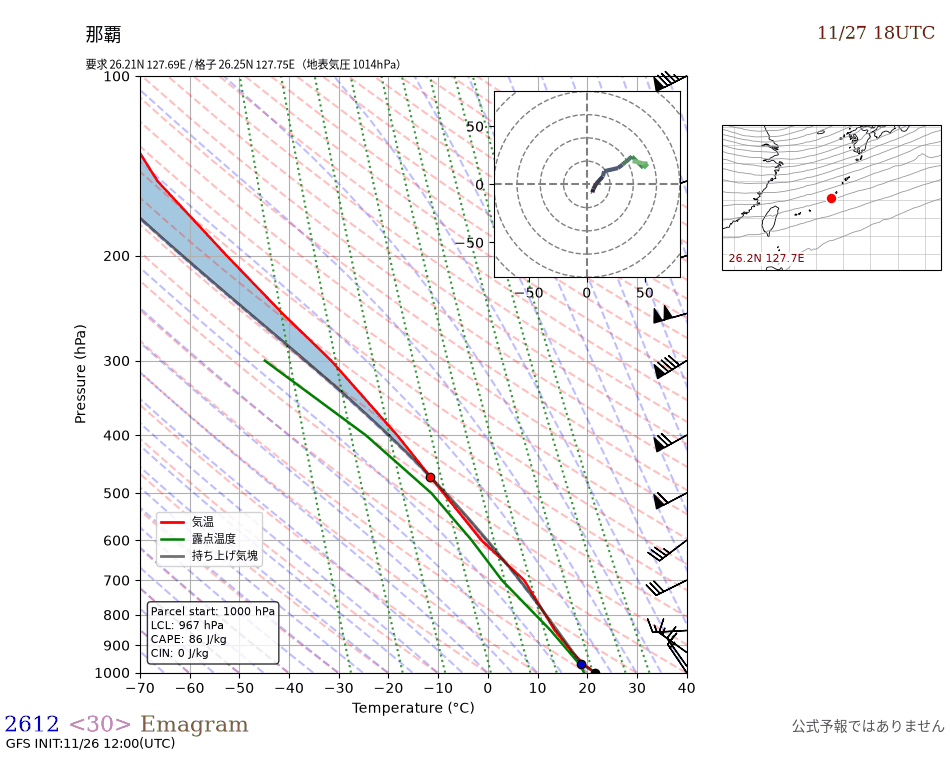 那覇
11/27 18UTC
要求 26.21N 127.69E / 格子 26.25N 127.75E（地表気圧 1014hPa）
100
200
300
400
500
600
700
800
900
1000
Pressure (hPa)
50
0
−50
−50 0 50
26.2N 127.7E
気温
露点温度
持ち上げ気塊
Parcel start: 1000 hPa
LCL: 967 hPa
CAPE: 86 J/kg
CIN: 0 J/kg
−70 −60 −50 −40 −30 −20 −10 0 10 20 30 40
Temperature (°C)
2612 <30> Emagram
公式予報ではありません
GFS INIT:11/26 12:00(UTC)